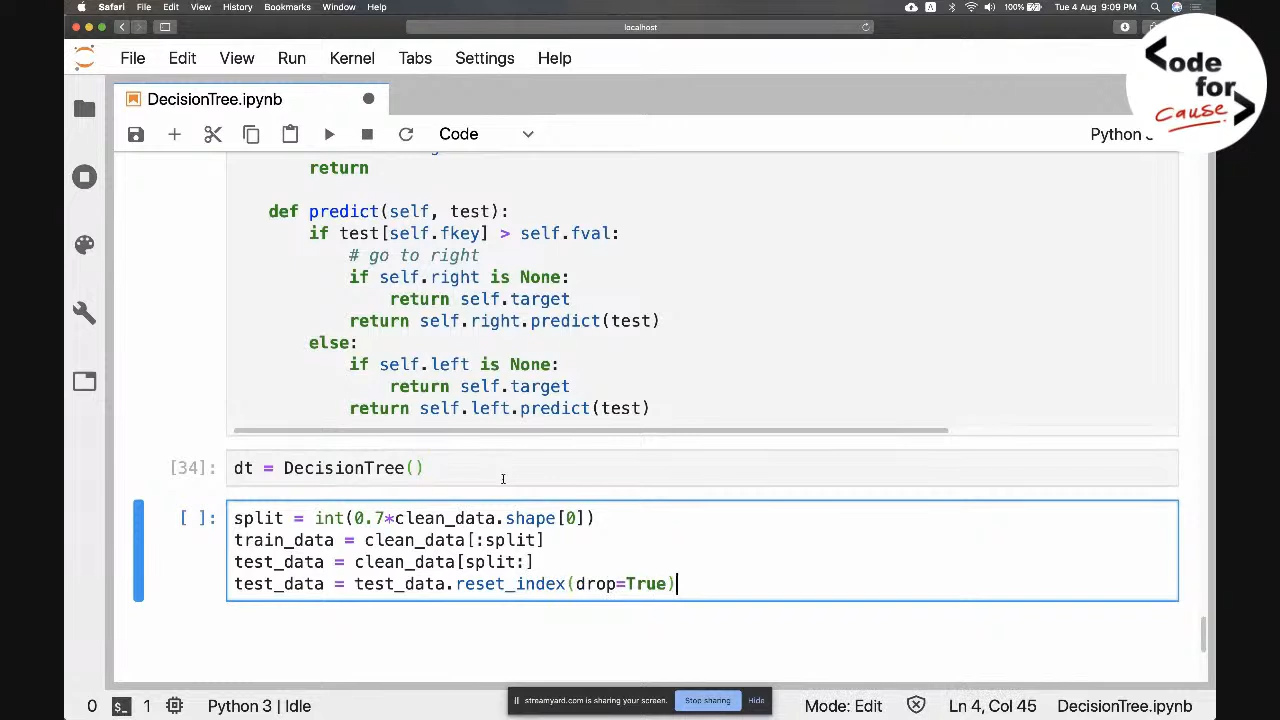 Safari File Edit View History Bookmarks Window Help 100% Tue 4 Aug 9:09 PM
localhost
<ode
for
cause >
File Edit View Run Kernel Tabs Settings Help
DecisionTree.ipynb
Code Python
return
def predict(self, test):
if test[self.fkey] > self.fval:
# go to right
if self.right is None:
return self.target
return self.right.predict(test)
else:
if self.left is None:
return self.target
return self.left.predict(test)
[34]: dt = DecisionTree()
[ ]: split = int(0.7*clean_data.shape[0])
train_data = clean_data[:split]
test_data = clean_data[split:]
test_data = test_data.reset_index(drop=True)
streamyard.com is sharing your screen. Stop sharing Hide
0 $_ 1 Python 3 | Idle Mode: Edit Ln 4, Col 45 DecisionTree.ipynb